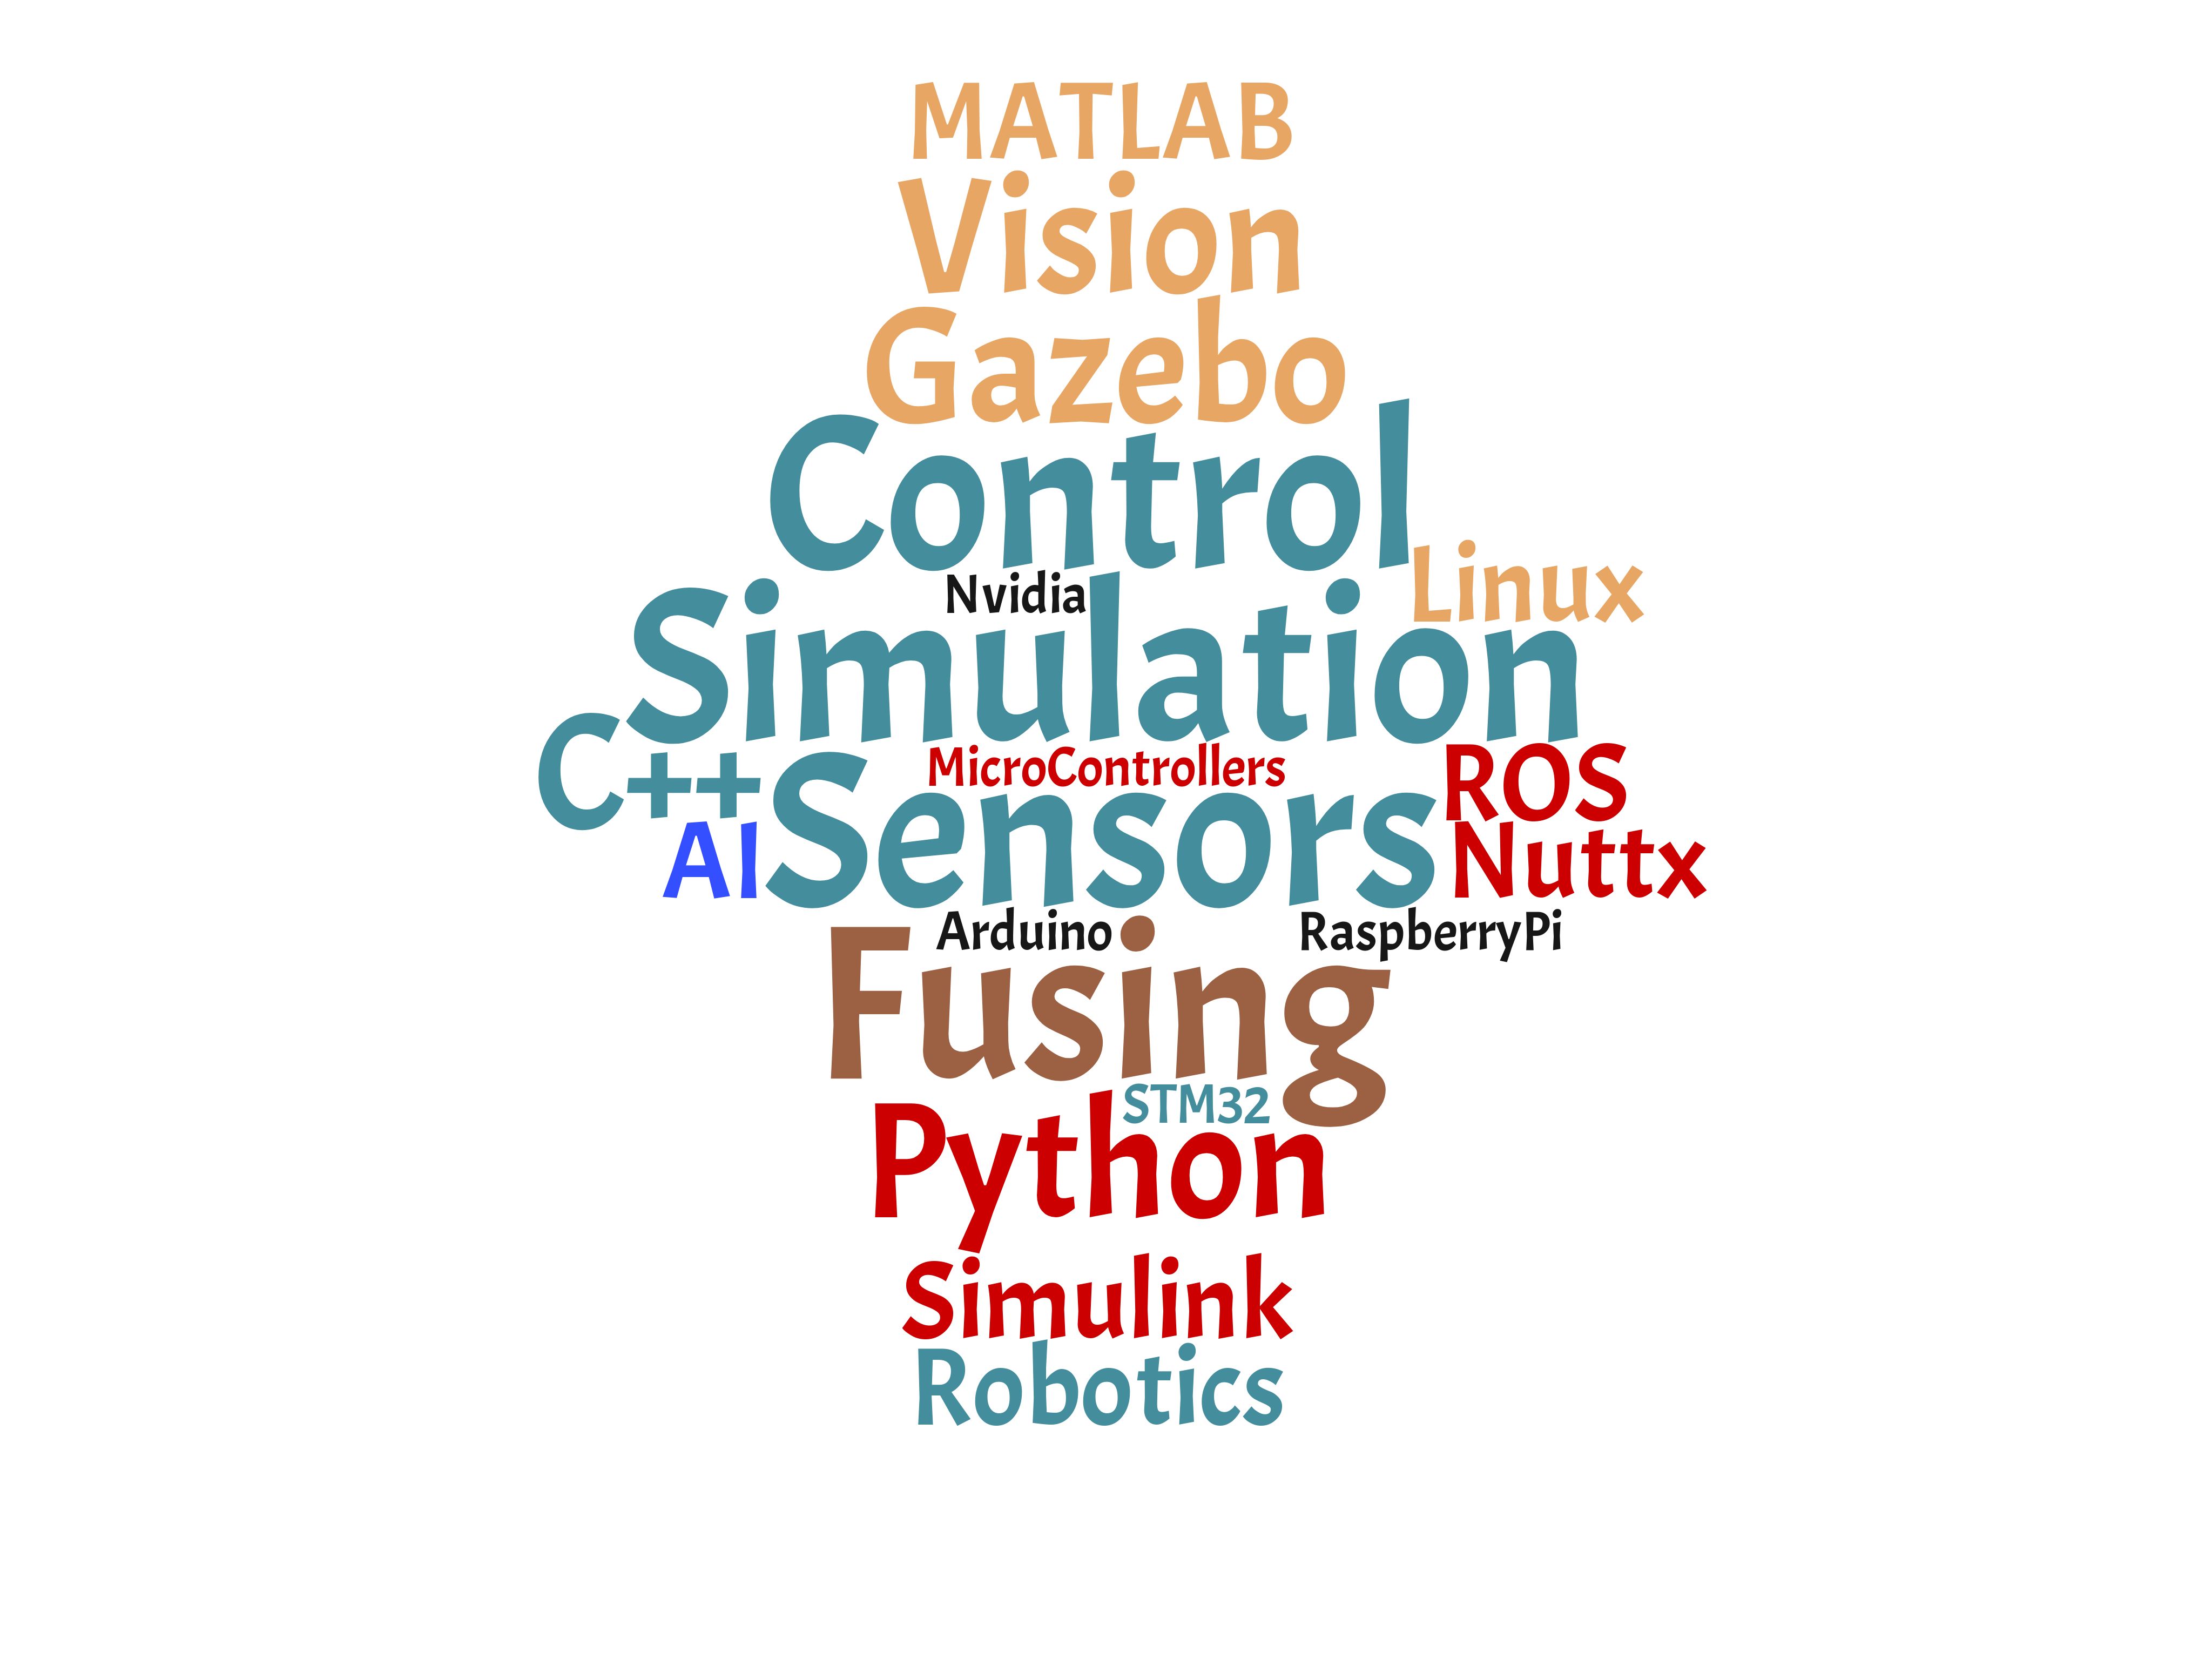 MATLAB
Vision
Gazebo
Control
Linux
Nvidia
Simulation
C++
MicroControllers
ROS
AI
Sensors
Nuttx
Arduino
RaspberryPi
Fusing
STM32
Python
Simulink
Robotics